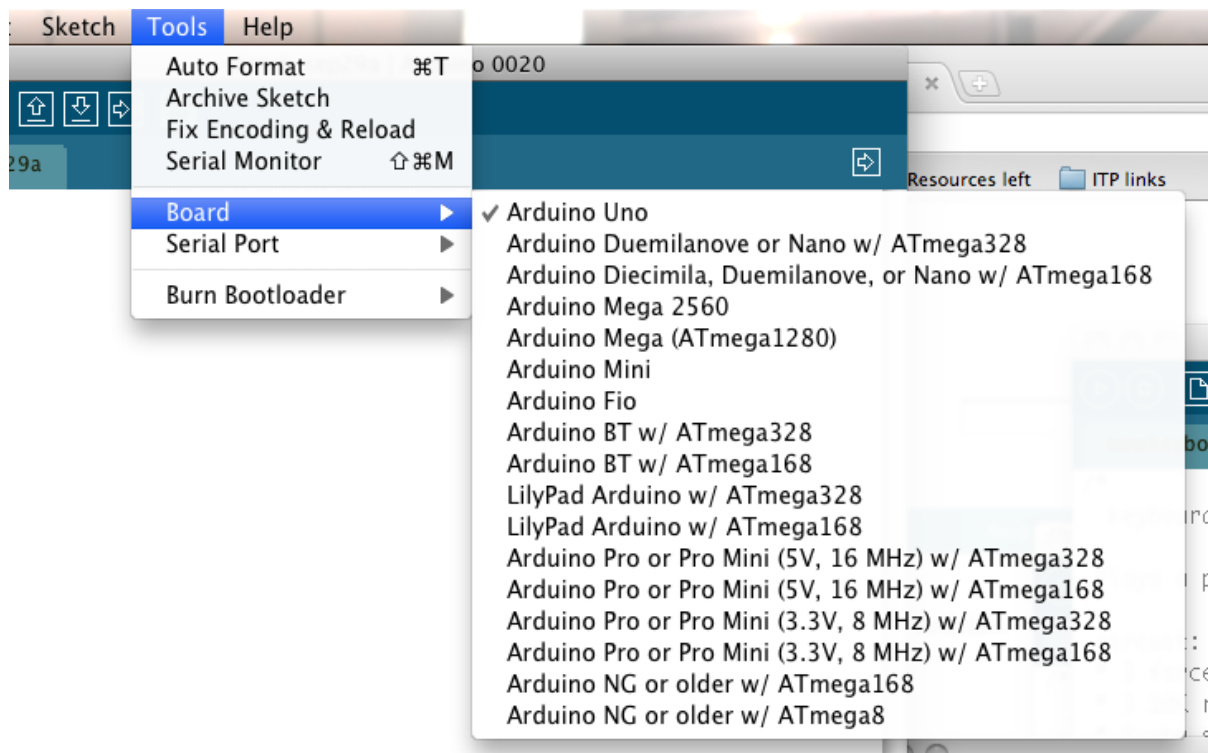 Sketch Tools Help
o 0020
Auto Format ⌘T
Archive Sketch
Fix Encoding & Reload
Serial Monitor ⇧⌘M
29a
Resources left ITP links
Board
Serial Port
Burn Bootloader
✓ Arduino Uno
Arduino Duemilanove or Nano w/ ATmega328
Arduino Diecimila, Duemilanove, or Nano w/ ATmega168
Arduino Mega 2560
Arduino Mega (ATmega1280)
Arduino Mini
Arduino Fio
Arduino BT w/ ATmega328
Arduino BT w/ ATmega168
LilyPad Arduino w/ ATmega328
LilyPad Arduino w/ ATmega168
Arduino Pro or Pro Mini (5V, 16 MHz) w/ ATmega328
Arduino Pro or Pro Mini (5V, 16 MHz) w/ ATmega168
Arduino Pro or Pro Mini (3.3V, 8 MHz) w/ ATmega328
Arduino Pro or Pro Mini (3.3V, 8 MHz) w/ ATmega168
Arduino NG or older w/ ATmega168
Arduino NG or older w/ ATmega8